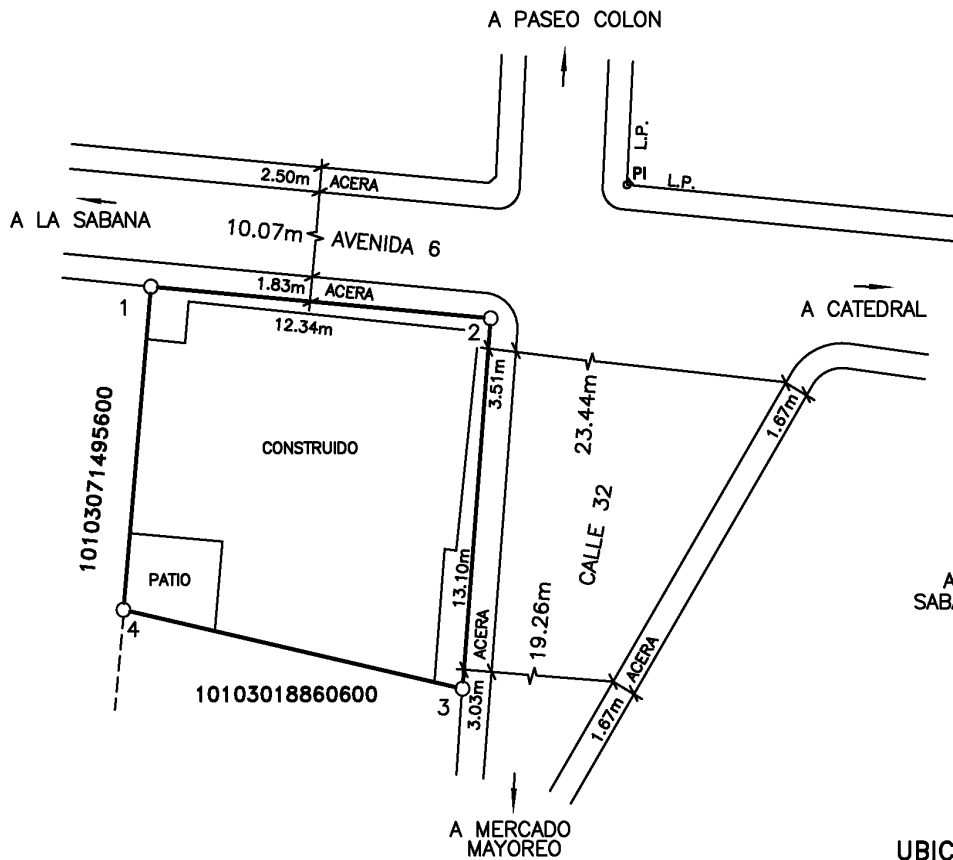 A PASEO COLON
L.P.
PI
L.P.
2.50m
ACERA
A LA SABANA
10.07m
AVENIDA 6
1.83m
ACERA
1
12.34m
2
A CATEDRAL
3.51m
23.44m
1.67m
CONSTRUIDO
10103071495600
CALLE 32
PATIO
13.10m
4
ACERA
19.26m
ACERA
10103018860600
3
3.03m
1.67m
A MERCADO
MAYOREO
UBIC